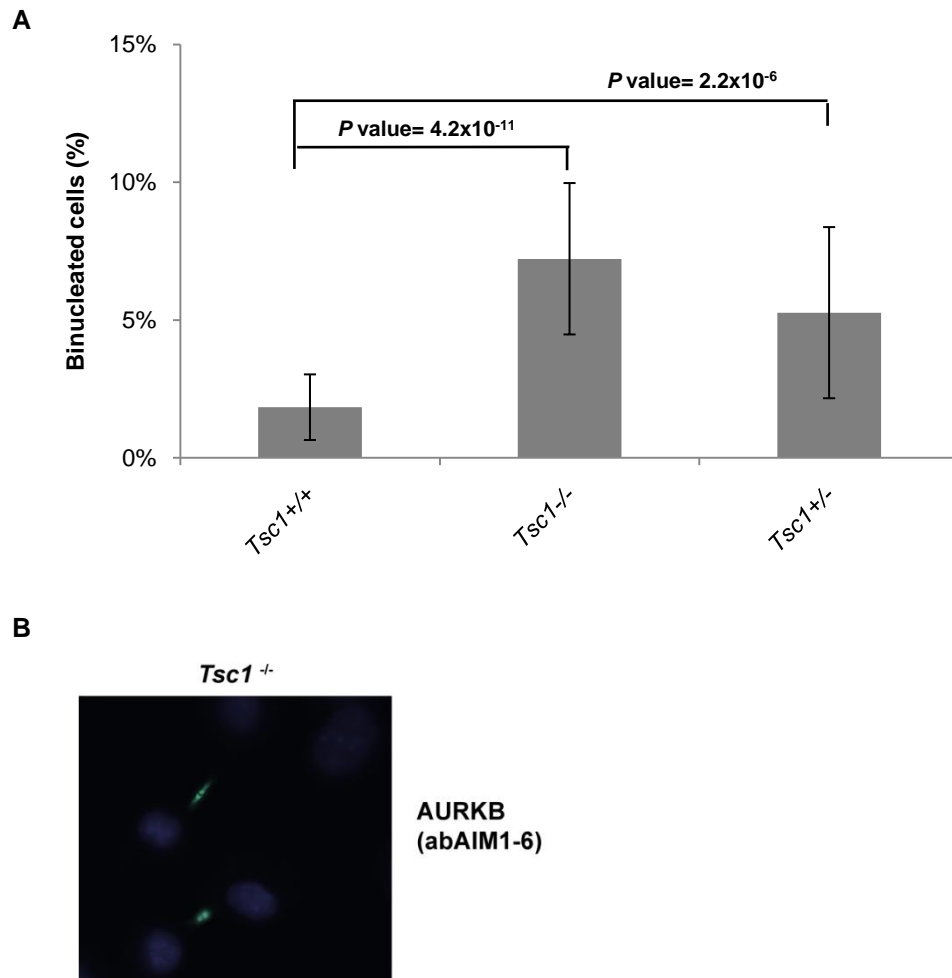 A
15%
P value= 2.2x10⁻⁶
P value= 4.2x10⁻¹¹
10%
Binucleated cells (%)
5%
0%
Tsc1+/+
Tsc1-/-
Tsc1+/-
B
Tsc1 -/-
AURKB
(abAIM1-6)